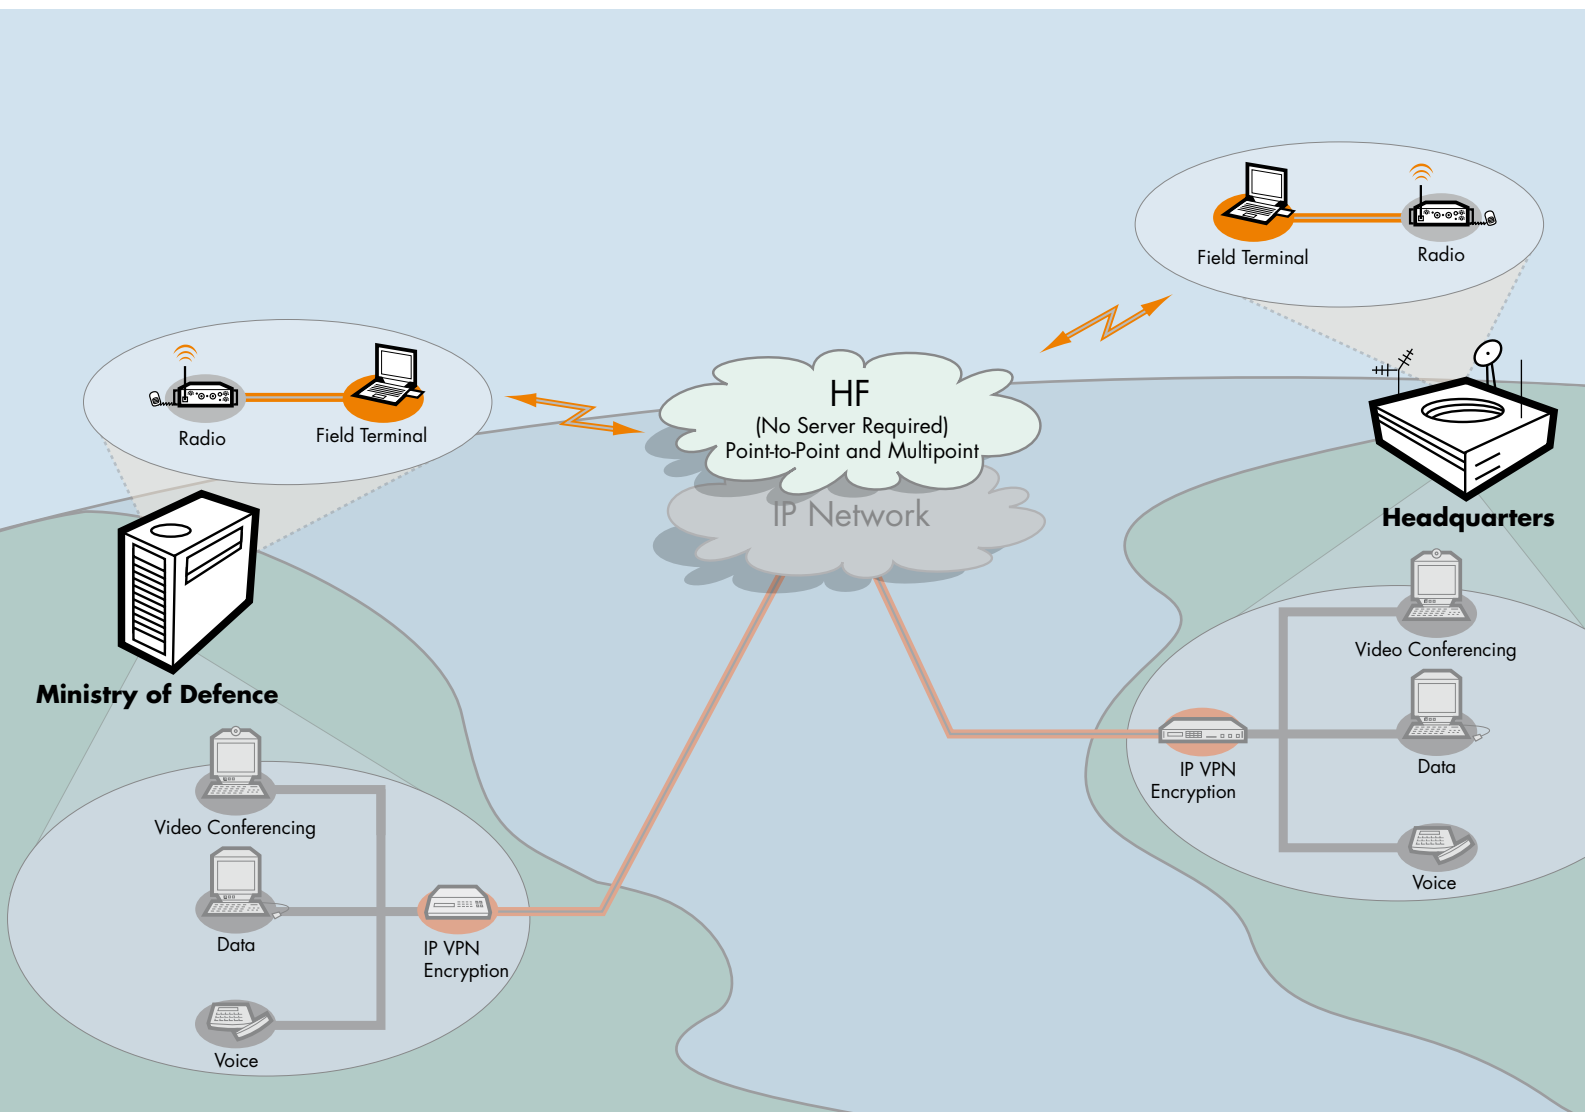 Field Terminal
Radio
Radio
Field Terminal
HF
(No Server Required)
Point-to-Point and Multipoint
IP Network
Headquarters
Ministry of Defence
Video Conferencing
Data
Voice
IP VPN
Encryption
IP VPN
Encryption
Video Conferencing
Data
Voice